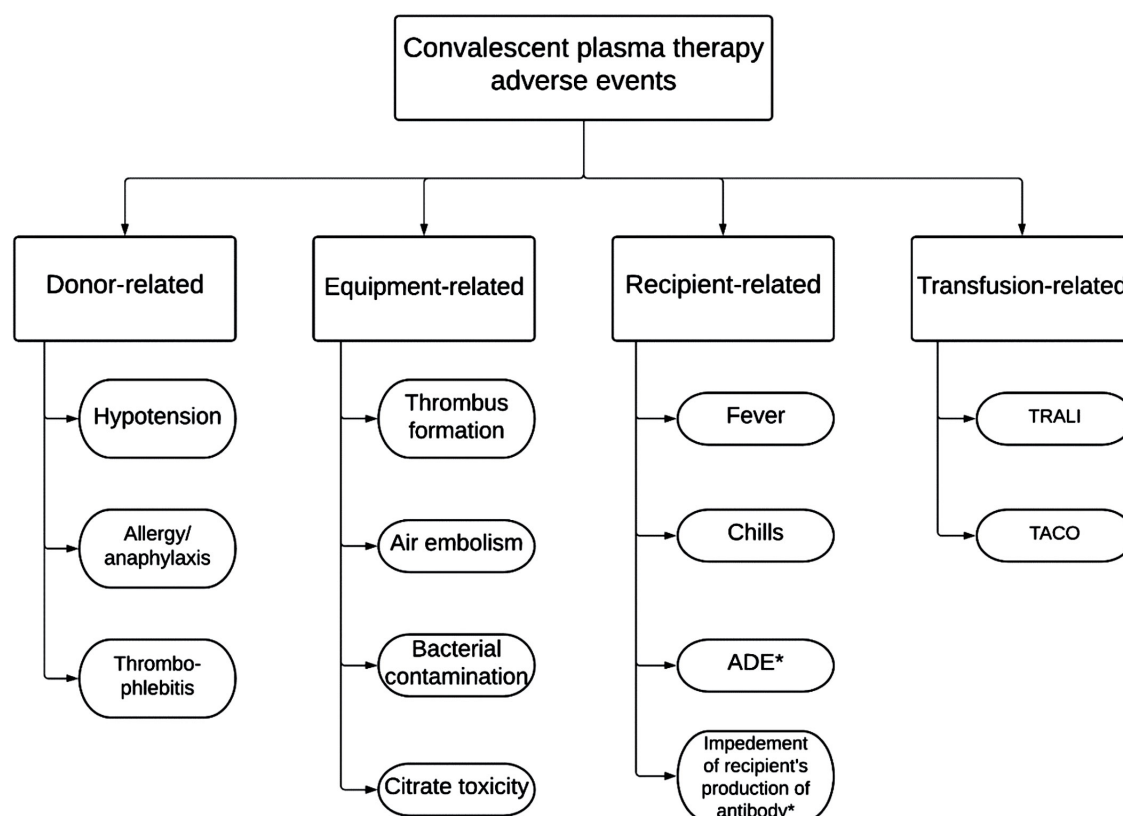 Convalescent plasma therapy
adverse events
Donor-related
Equipment-related
Recipient-related
Transfusion-related
Hypotension
Allergy/
anaphylaxis
Thrombo-
phlebitis
Thrombus
formation
Air embolism
Bacterial
contamination
Citrate toxicity
Fever
Chills
ADE*
Impedement
of recipient's
production of
antibody*
TRALI
TACO